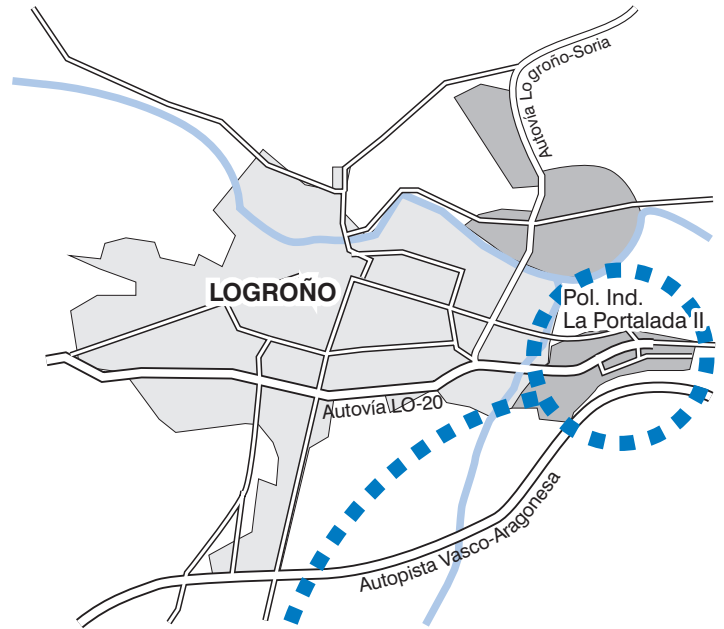 Autovía Logroño-Soria
LOGROÑO
Pol. Ind.
La Portalada II
Autovía LO-20
Autopista Vasco-Aragonesa